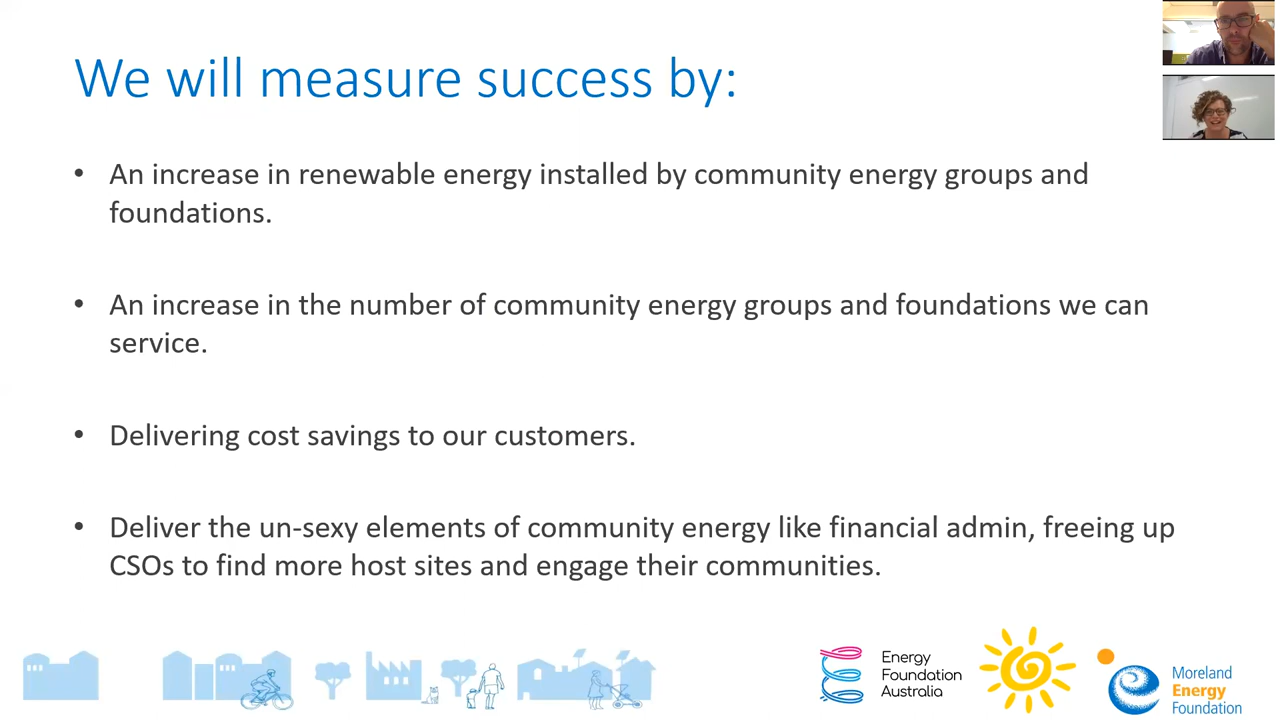 We will measure success by:
• An increase in renewable energy installed by community energy groups and
foundations.
• An increase in the number of community energy groups and foundations we can
service.
• Delivering cost savings to our customers.
• Deliver the un-sexy elements of community energy like financial admin, freeing up
CSOs to find more host sites and engage their communities.
Energy
Foundation
Australia
Moreland
Energy
Foundation